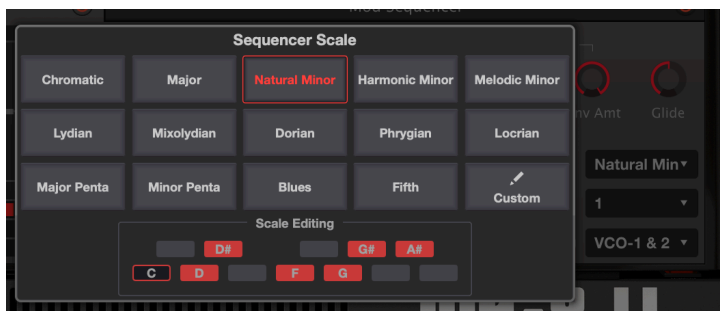 Mod Sequencer
Sequencer Scale
Chromatic Major Natural Minor Harmonic Minor Melodic Minor
Lydian Mixolydian Dorian Phrygian Locrian
Major Penta Minor Penta Blues Fifth Custom
Scale Editing
D# G# A#
C D F G
nv Amt Glide
Natural Min
1
VCO-1 & 2